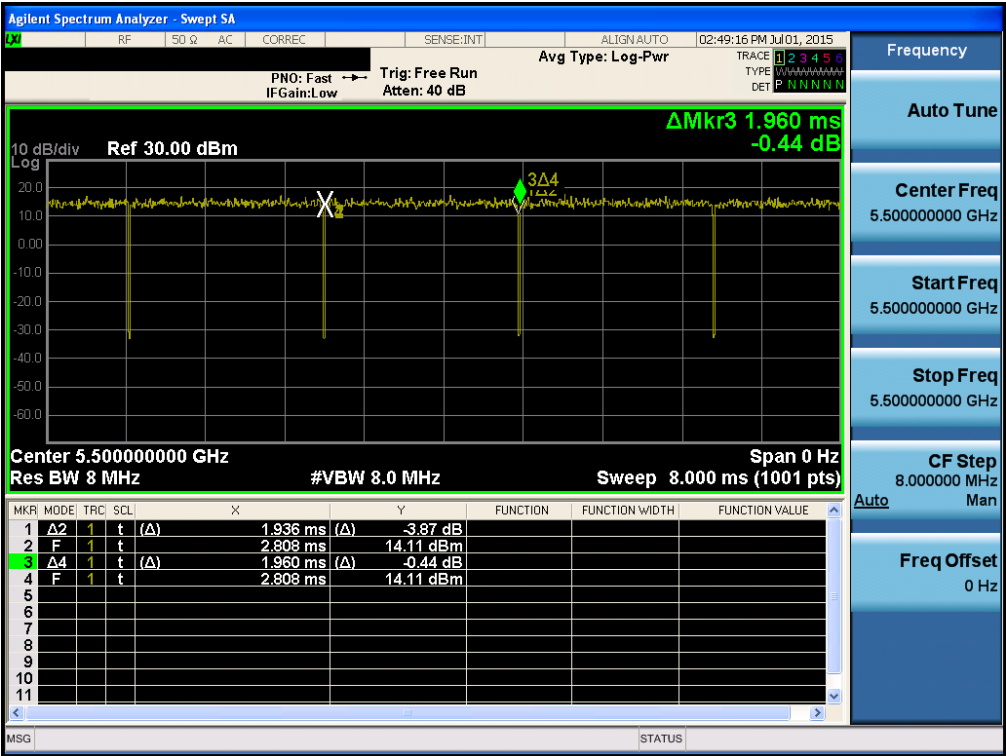 Agilent Spectrum Analyzer - Swept SA
LXI RF 50 Ω AC CORREC SENSE:INT ALIGN AUTO 02:49:16 PM Jul 01, 2015
Avg Type: Log-Pwr
TRACE 1 2 3 4 5 6
TYPE
DET P N N N N N
PNO: Fast Trig: Free Run
IFGain:Low Atten: 40 dB
ΔMkr3 1.960 ms
-0.44 dB
10 dB/div Ref 30.00 dBm
Log
20.0
10.0
0.00
-10.0
-20.0
-30.0
-40.0
-50.0
-60.0
3Δ4
1Δ2
Center 5.500000000 GHz Span 0 Hz
Res BW 8 MHz #VBW 8.0 MHz Sweep 8.000 ms (1001 pts)
MKR MODE TRC SCL X Y FUNCTION FUNCTION WIDTH FUNCTION VALUE
1 Δ2 1 t (Δ) 1.936 ms (Δ) -3.87 dB
2 F 1 t 2.808 ms 14.11 dBm
3 Δ4 1 t (Δ) 1.960 ms (Δ) -0.44 dB
4 F 1 t 2.808 ms 14.11 dBm
5
6
7
8
9
10
11
MSG STATUS
Frequency
Auto Tune
Center Freq
5.500000000 GHz
Start Freq
5.500000000 GHz
Stop Freq
5.500000000 GHz
CF Step
8.000000 MHz
Auto Man
Freq Offset
0 Hz